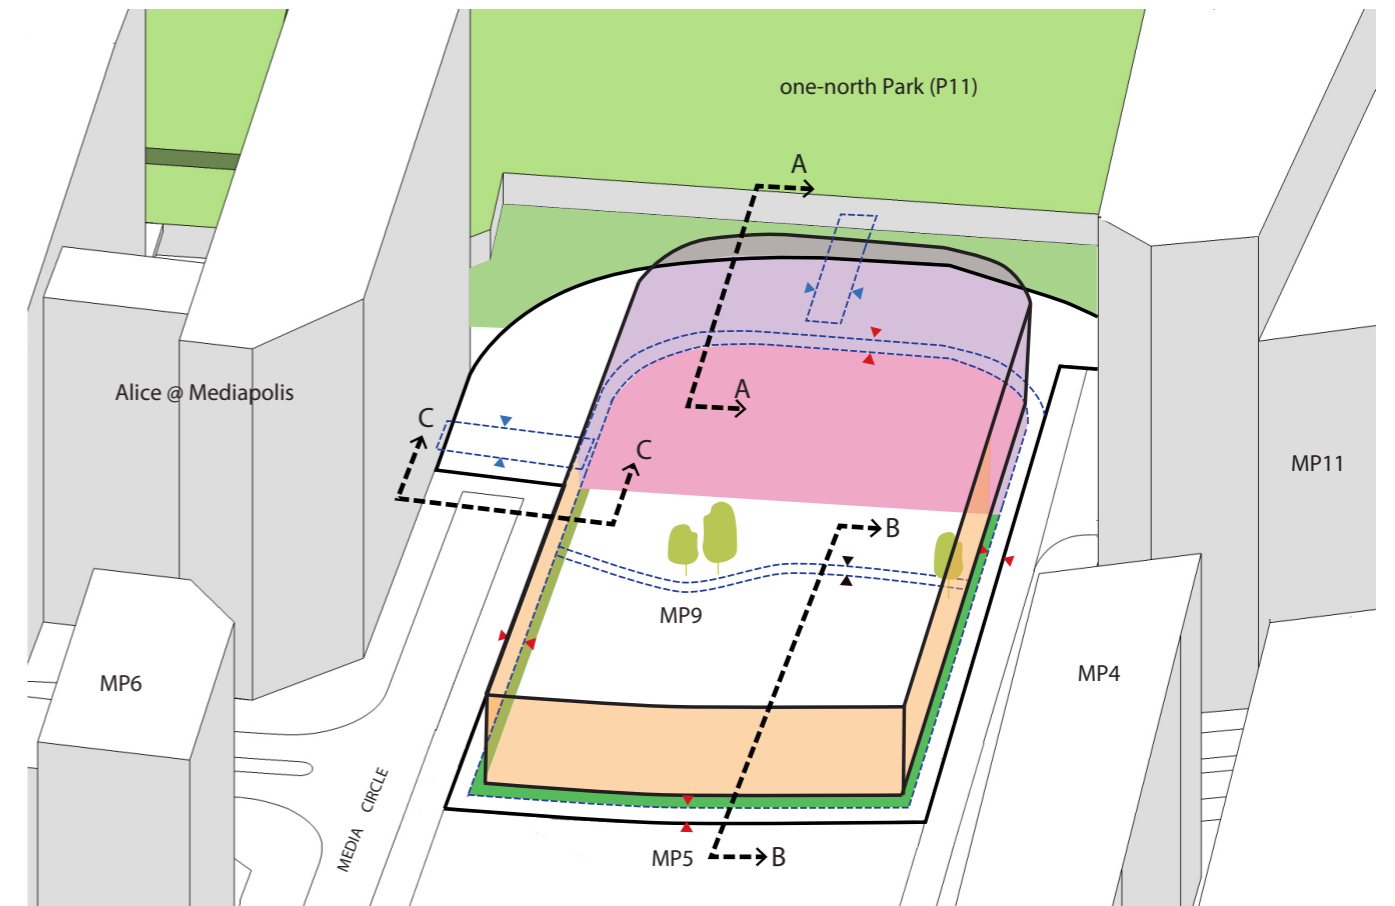 one-north Park (P11)
A
A
Alice @ Mediapolis
C
C
MP11
B
MP9
MP6
MP4
MEDIA CIRCLE
MP5
B